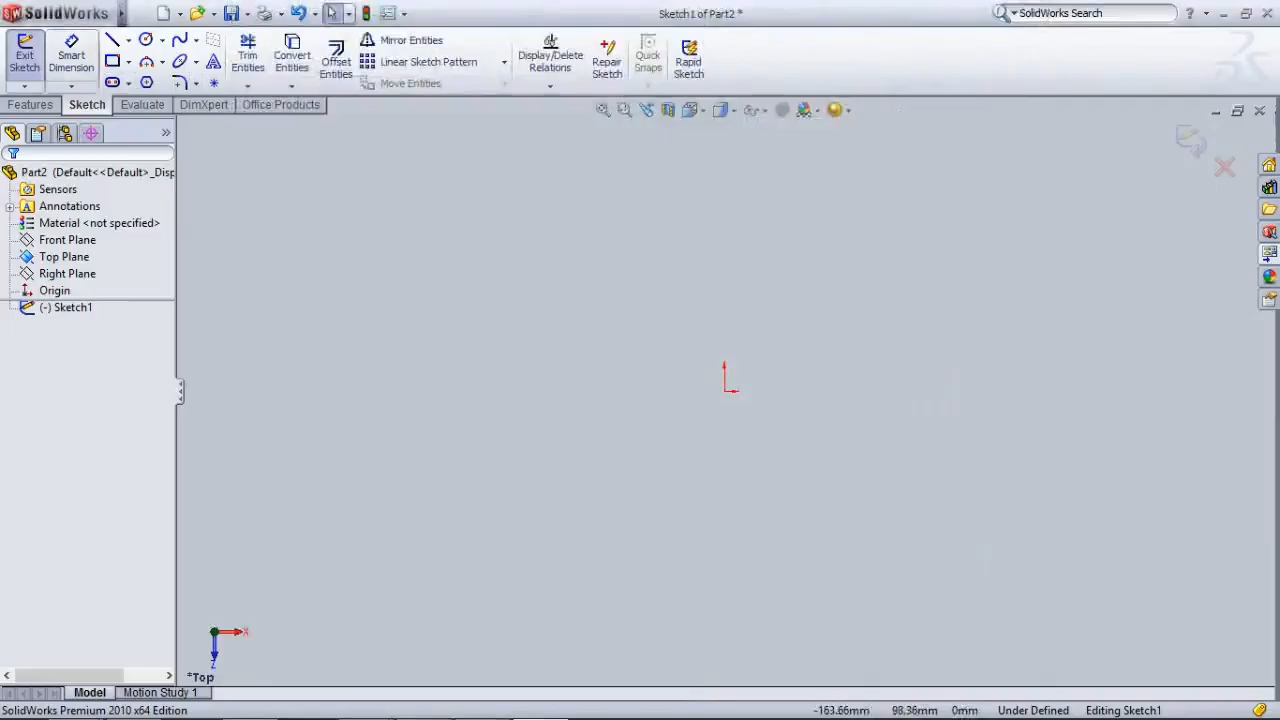 SolidWorks
Sketch1 of Part2 *
SolidWorks Search
Exit Sketch
Smart Dimension
Trim Entities
Convert Entities
Offset Entities
Mirror Entities
Linear Sketch Pattern
Move Entities
Display/Delete Relations
Repair Sketch
Quick Snaps
Rapid Sketch
Features
Sketch
Evaluate
DimXpert
Office Products
Part2 (Default<<Default>_Disp
Sensors
Annotations
Material <not specified>
Front Plane
Top Plane
Right Plane
Origin
(-) Sketch1
X
Z
*Top
Model
Motion Study 1
SolidWorks Premium 2010 x64 Edition
-163.66mm 98.36mm 0mm Under Defined Editing Sketch1